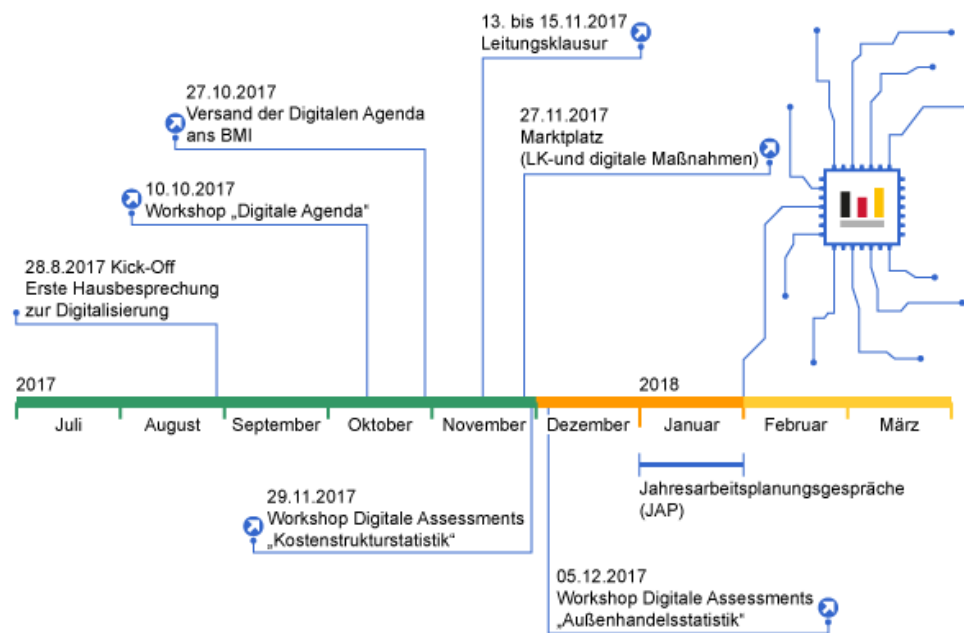 13. bis 15.11.2017
Leitungsklausur
27.10.2017
Versand der Digitalen Agenda
ans BMI
27.11.2017
Marktplatz
(LK-und digitale Maßnahmen)
10.10.2017
Workshop „Digitale Agenda“
28.8.2017 Kick-Off
Erste Hausbesprechung
zur Digitalisierung
2017
2018
Juli
August
September
Oktober
November
Dezember
Januar
Februar
März
Jahresarbeitsplanungsgespräche
(JAP)
29.11.2017
Workshop Digitale Assessments
„Kostenstrukturstatistik“
05.12.2017
Workshop Digitale Assessments
„Außenhandelsstatistik“